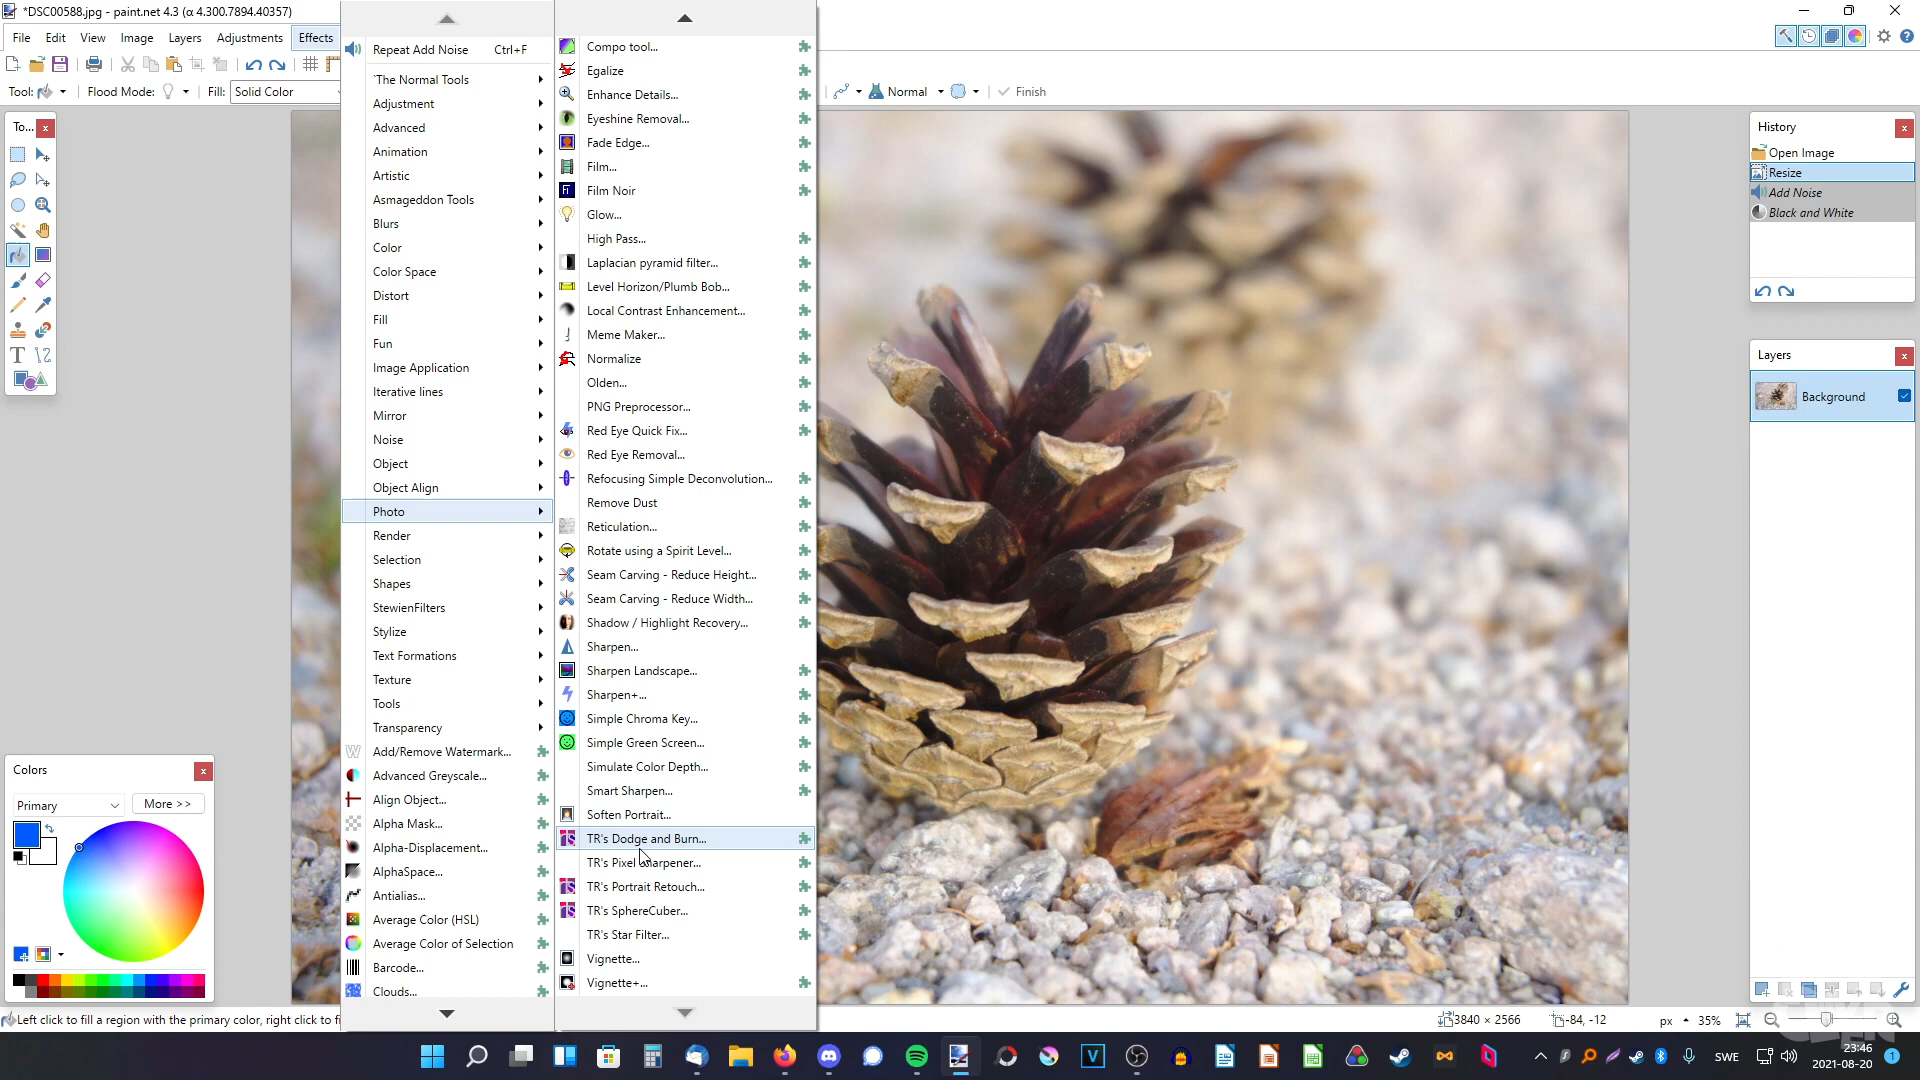 *DSC00588.jpg - paint.net 4.3 (α 4.300.7894.40357)
File Edit View Image Layers Adjustments Effects
Tool: Flood Mode: Fill: Solid Color Normal Finish
To...
Repeat Add Noise Ctrl+F
`The Normal Tools
Adjustment
Advanced
Animation
Artistic
Asmageddon Tools
Blurs
Color
Color Space
Distort
Fill
Fun
Image Application
Iterative lines
Mirror
Noise
Object
Object Align
Photo
Render
Selection
Shapes
StewienFilters
Stylize
Text Formations
Texture
Tools
Transparency
Add/Remove Watermark...
Advanced Greyscale...
Align Object...
Alpha Mask...
Alpha-Displacement...
AlphaSpace...
Antialias...
Average Color (HSL)
Average Color of Selection
Barcode...
Clouds...
Compo tool...
Egalize
Enhance Details...
Eyeshine Removal...
Fade Edge...
Film...
Film Noir
Glow...
High Pass...
Laplacian pyramid filter...
Level Horizon/Plumb Bob...
Local Contrast Enhancement...
Meme Maker...
Normalize
Olden...
PNG Preprocessor...
Red Eye Quick Fix...
Red Eye Removal...
Refocusing Simple Deconvolution...
Remove Dust
Reticulation...
Rotate using a Spirit Level...
Seam Carving - Reduce Height...
Seam Carving - Reduce Width...
Shadow / Highlight Recovery...
Sharpen...
Sharpen Landscape...
Sharpen+...
Simple Chroma Key...
Simple Green Screen...
Simulate Color Depth...
Smart Sharpen...
Soften Portrait...
TR's Dodge and Burn...
TR's Pixel Sharpener...
TR's Portrait Retouch...
TR's SphereCuber...
TR's Star Filter...
Vignette...
Vignette+...
History
Open Image
Resize
Add Noise
Black and White
Layers
Background
Colors
Primary More >>
Left click to fill a region with the primary color, right click to fi
3840 × 2566 -84, -12 px 35%
SWE 23:46
2021-08-20 1